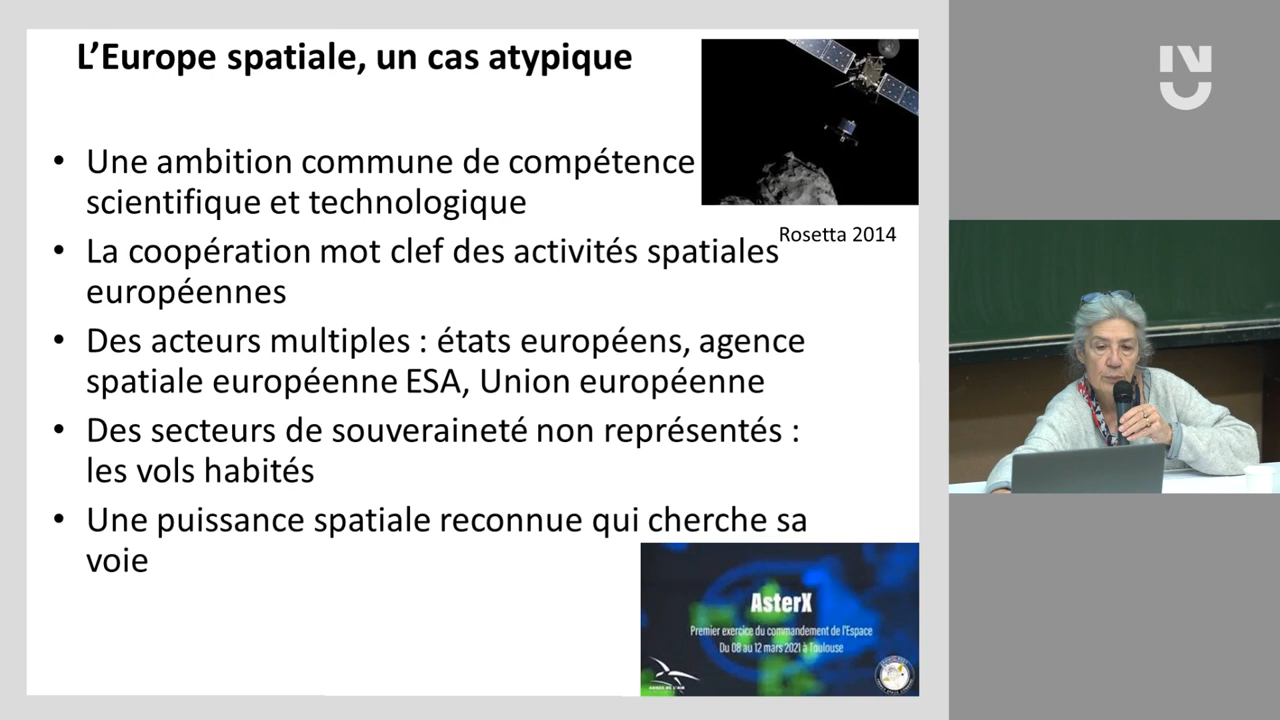 L’Europe spatiale, un cas atypique
• Une ambition commune de compétence
scientifique et technologique
Rosetta 2014
• La coopération mot clef des activités spatiales
européennes
• Des acteurs multiples : états européens, agence
spatiale européenne ESA, Union européenne
• Des secteurs de souveraineté non représentés :
les vols habités
• Une puissance spatiale reconnue qui cherche sa
voie
AsterX
Premier exercice du commandement de l'Espace
Du 08 au 12 mars 2021 à Toulouse
ARMÉE DE L'AIR